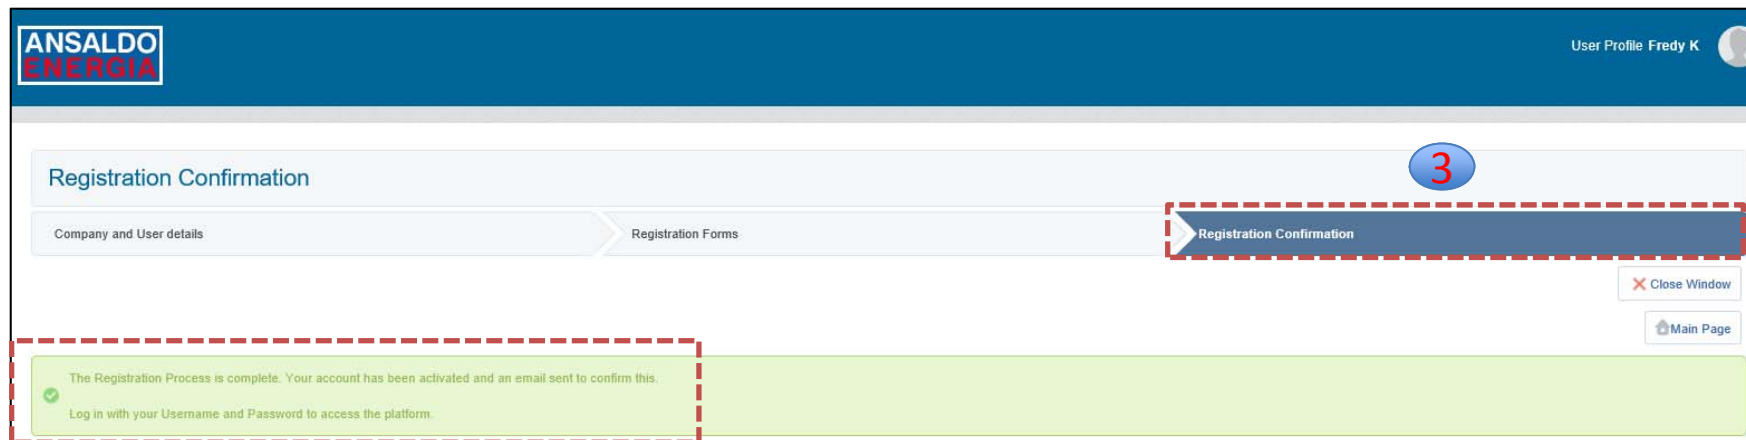 ANSALDO
ENERGIA
User Profile Fredy K
3
Registration Confirmation
Company and User details
Registration Forms
Registration Confirmation
Close Window
Main Page
The Registration Process is complete. Your account has been activated and an email sent to confirm this.
Log in with your Username and Password to access the platform.